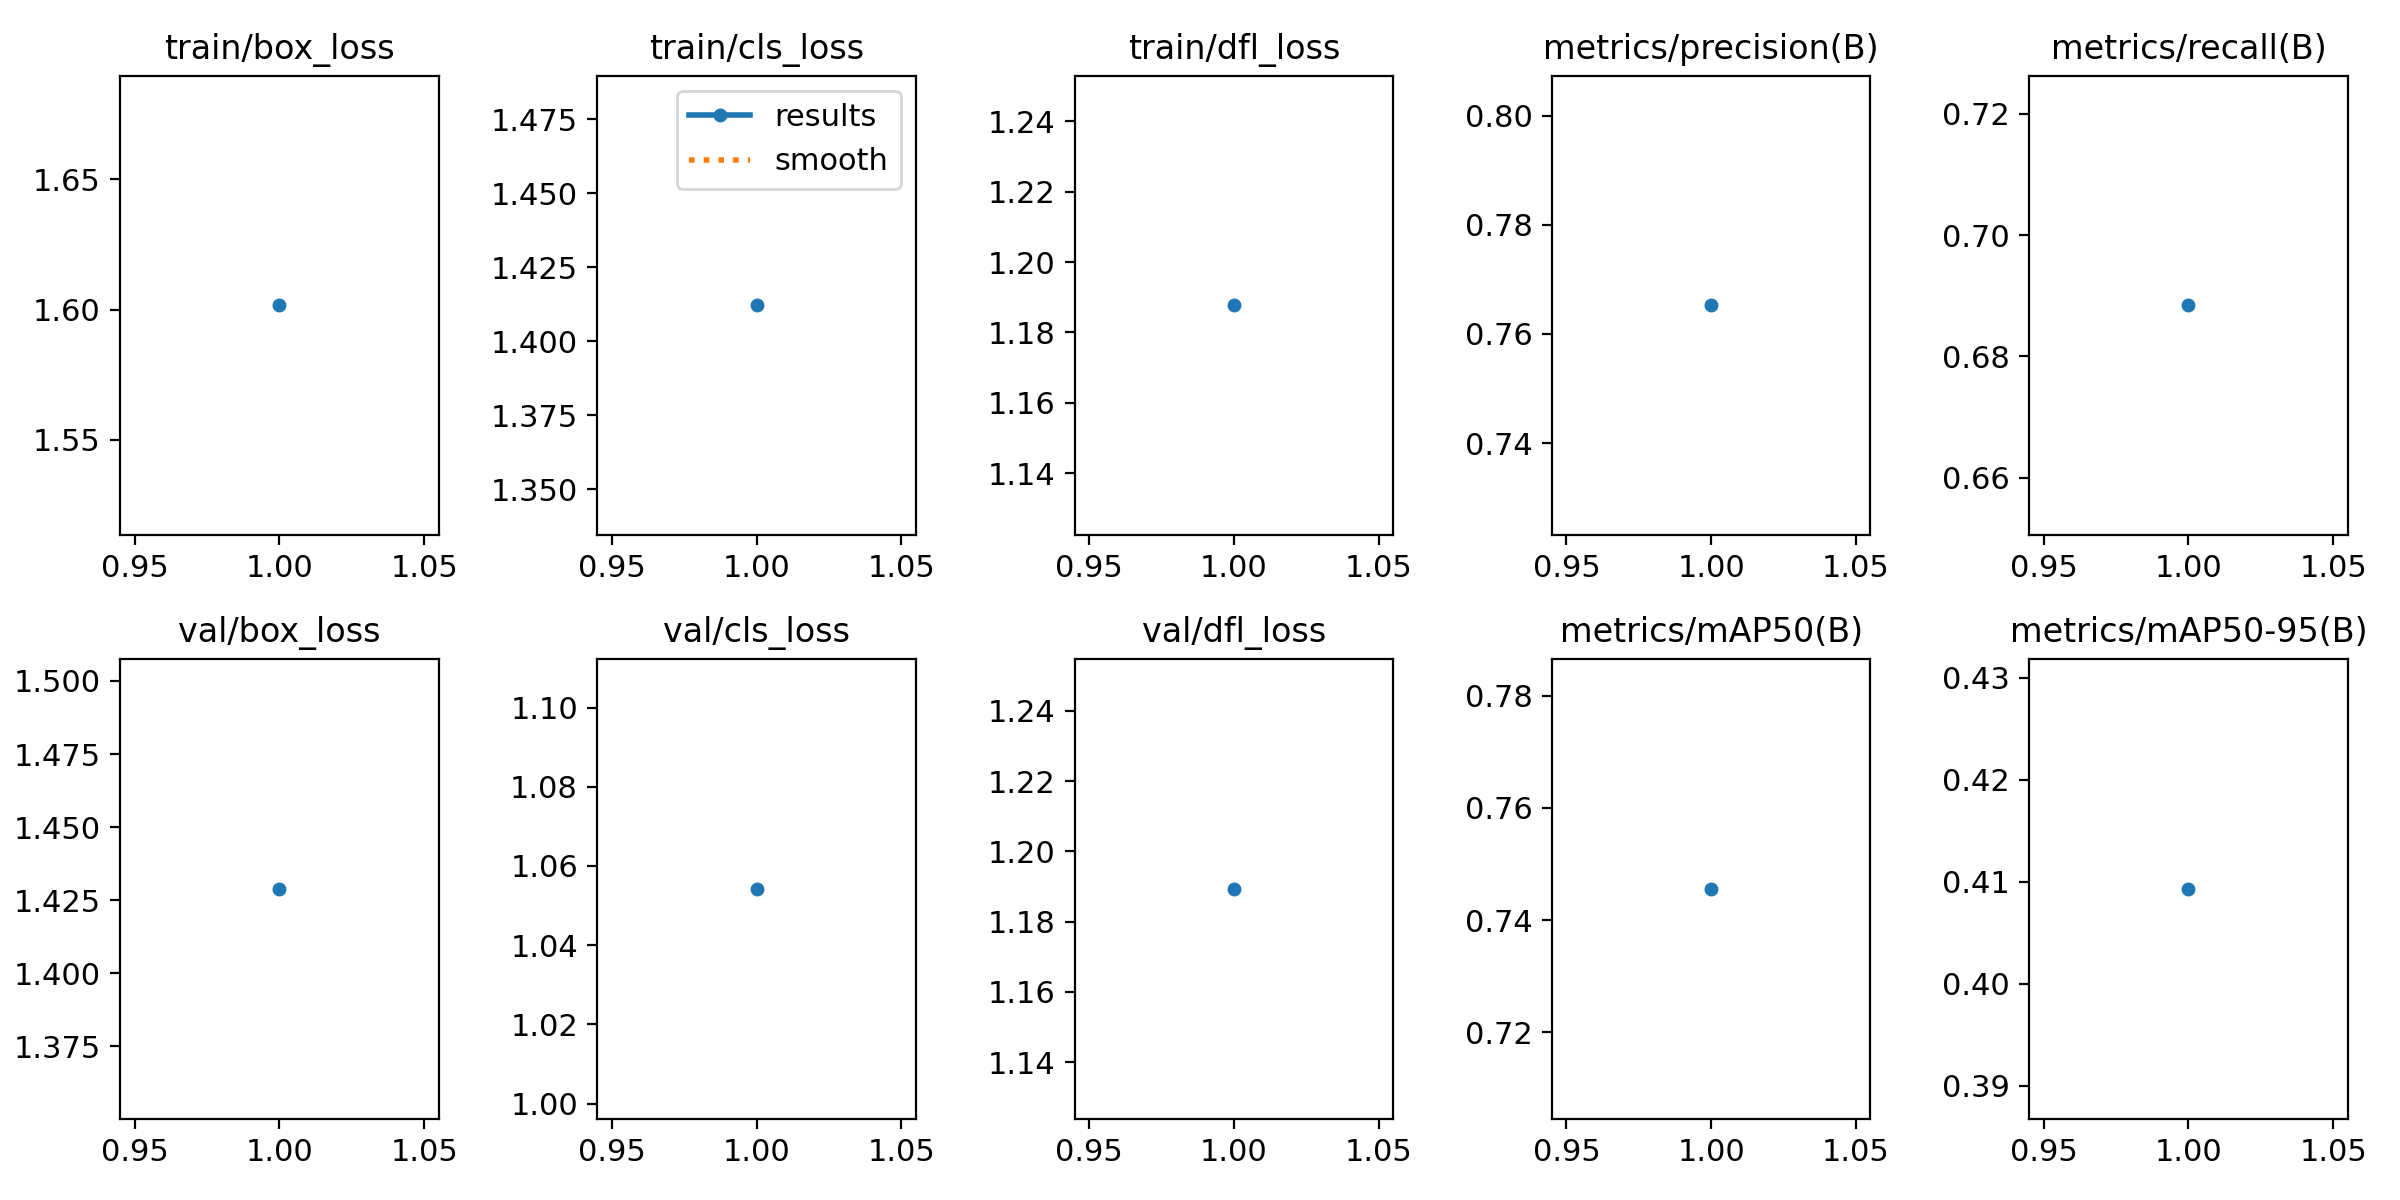 train/box_loss
1.65
1.60
1.55
0.95 1.00 1.05
train/cls_loss
results
smooth
1.475
1.450
1.425
1.400
1.375
1.350
0.95 1.00 1.05
train/dfl_loss
1.24
1.22
1.20
1.18
1.16
1.14
0.95 1.00 1.05
metrics/precision(B)
0.80
0.78
0.76
0.74
0.95 1.00 1.05
metrics/recall(B)
0.72
0.70
0.68
0.66
0.95 1.00 1.05
val/box_loss
1.500
1.475
1.450
1.425
1.400
1.375
0.95 1.00 1.05
val/cls_loss
1.10
1.08
1.06
1.04
1.02
1.00
0.95 1.00 1.05
val/dfl_loss
1.24
1.22
1.20
1.18
1.16
1.14
0.95 1.00 1.05
metrics/mAP50(B)
0.78
0.76
0.74
0.72
0.95 1.00 1.05
metrics/mAP50-95(B)
0.43
0.42
0.41
0.40
0.39
0.95 1.00 1.05